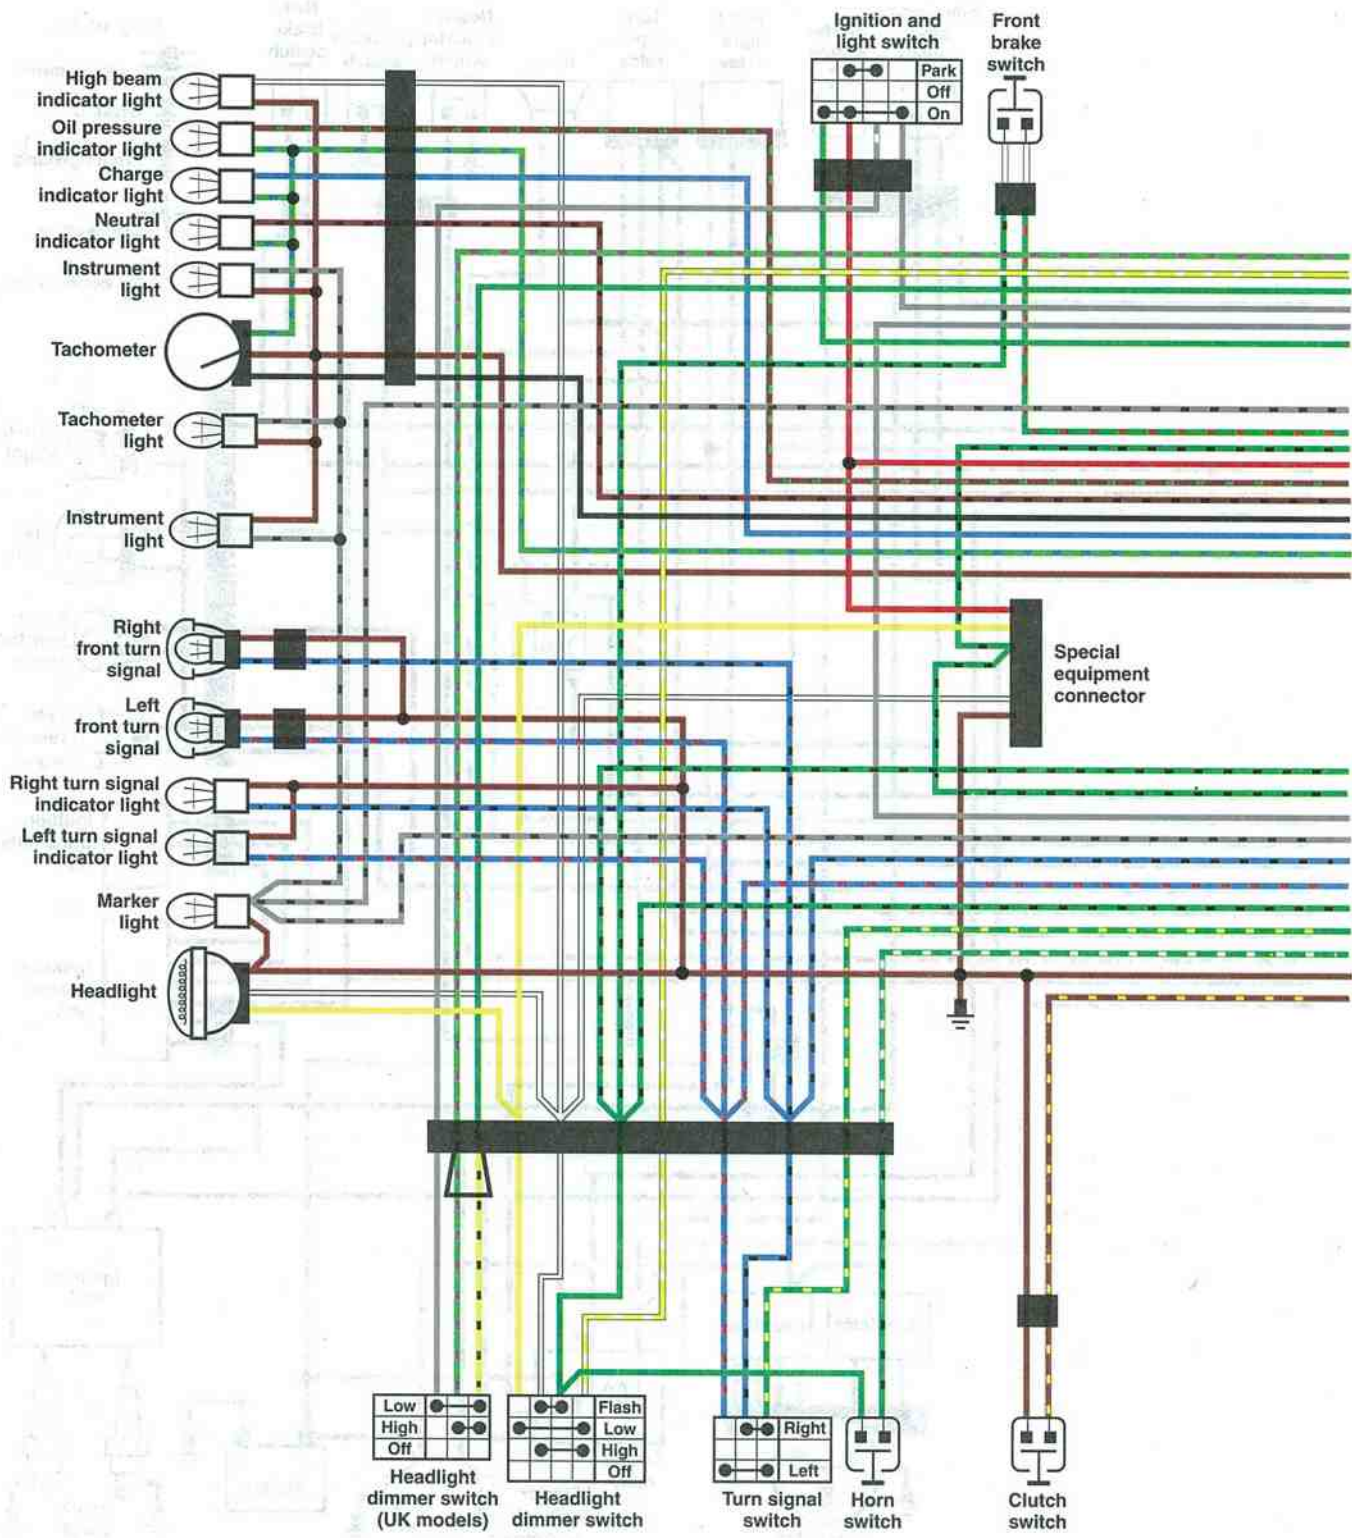 Ignition and
light switch
Front
brake
switch
Park
Off
On
High beam
indicator light
Oil pressure
indicator light
Charge
indicator light
Neutral
indicator light
Instrument
light
Tachometer
Tachometer
light
Instrument
light
Right
front turn
signal
Special
equipment
connector
Left
front turn
signal
Right turn signal
indicator light
Left turn signal
indicator light
Marker
light
Headlight
Low
High
Off
Headlight
dimmer switch
(UK models)
Flash
Low
High
Off
Headlight
dimmer switch
Right
Left
Turn signal
switch
Horn
switch
Clutch
switch